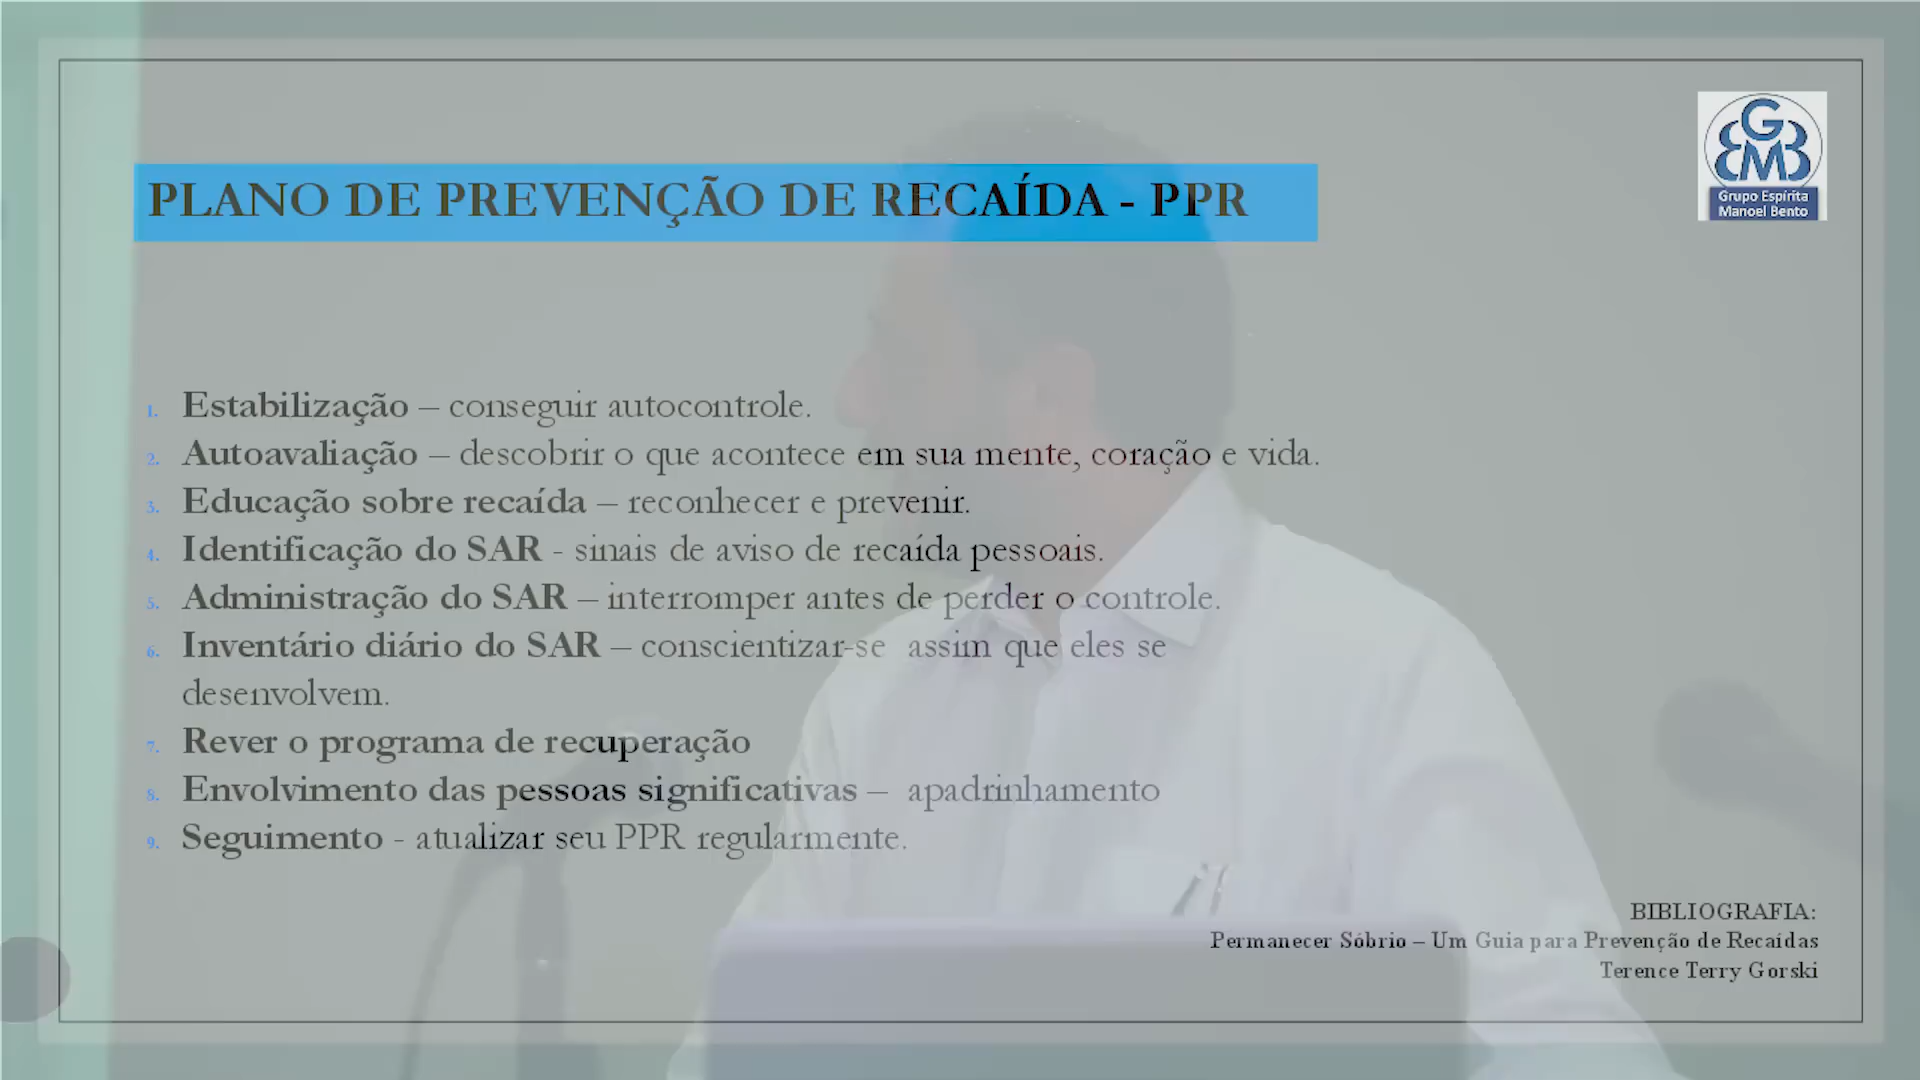 PLANO DE PREVENÇÃO DE RECAÍDA - PPR
Grupo Espírita
Manoel Bento
1. Estabilização – conseguir autocontrole.
2. Autoavaliação – descobrir o que acontece em sua mente, coração e vida.
3. Educação sobre recaída – reconhecer e prevenir.
4. Identificação do SAR - sinais de aviso de recaída pessoais.
5. Administração do SAR – interromper antes de perder o controle.
6. Inventário diário do SAR – conscientizar-se assim que eles se
desenvolvem.
7. Rever o programa de recuperação
8. Envolvimento das pessoas significativas – apadrinhamento
9. Seguimento - atualizar seu PPR regularmente.
BIBLIOGRAFIA:
Permanecer Sóbrio – Um Guia para Prevenção de Recaídas
Terence Terry Gorski